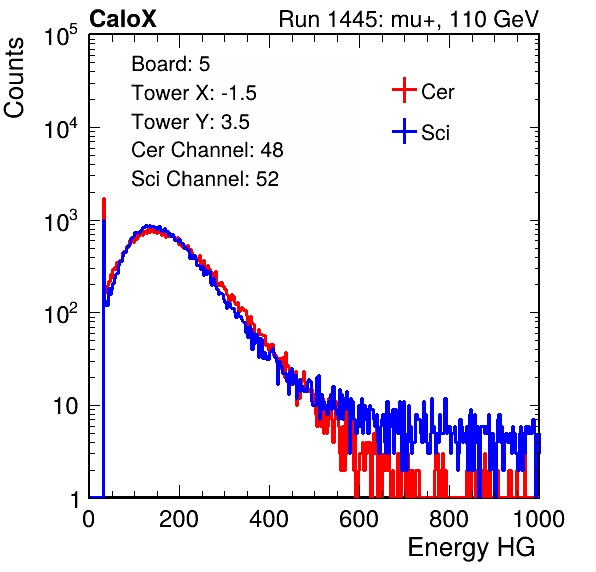 CaloX Run 1445: mu+, 110 GeV
Counts
Board: 5
Tower X: -1.5
Tower Y: 3.5
Cer Channel: 48
Sci Channel: 52
Cer
Sci
10^5
10^4
10^3
10^2
10
1
0 200 400 600 800 1000
Energy HG